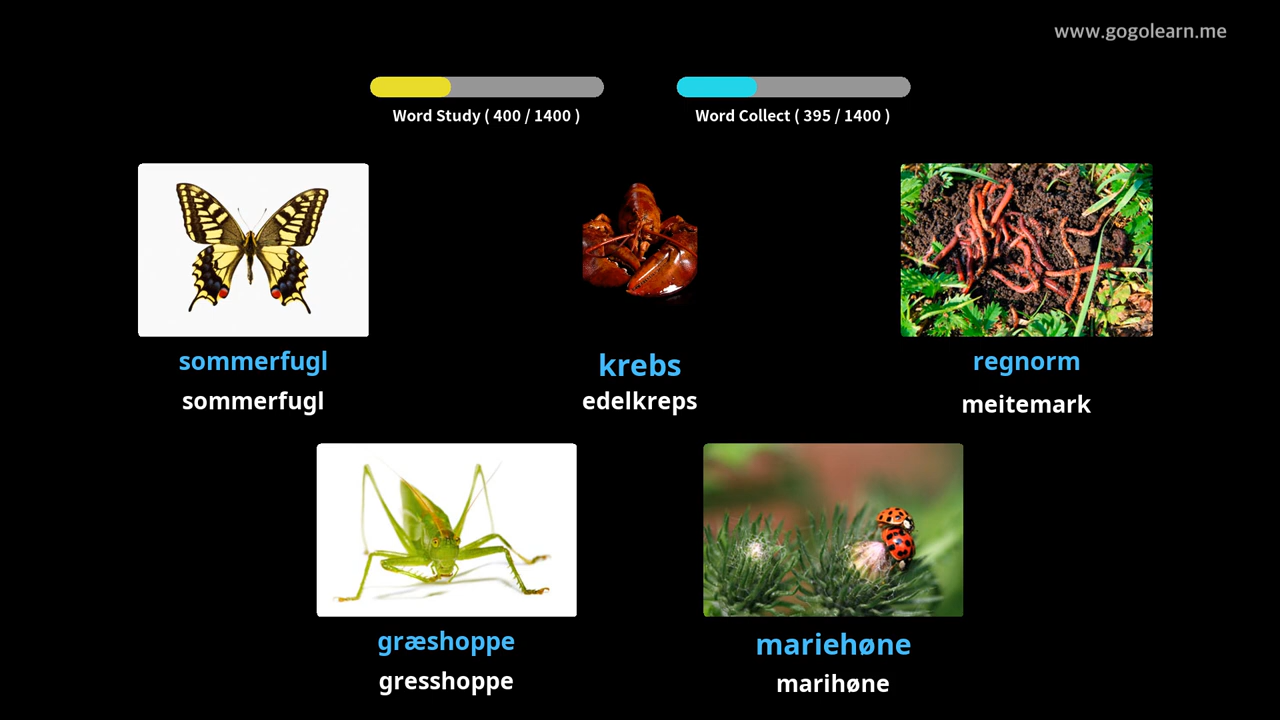 www.gogolearn.me
Word Study ( 400 / 1400 )
Word Collect ( 395 / 1400 )
sommerfugl
sommerfugl
krebs
edelkreps
regnorm
meitemark
græshoppe
gresshoppe
mariehøne
marihøne